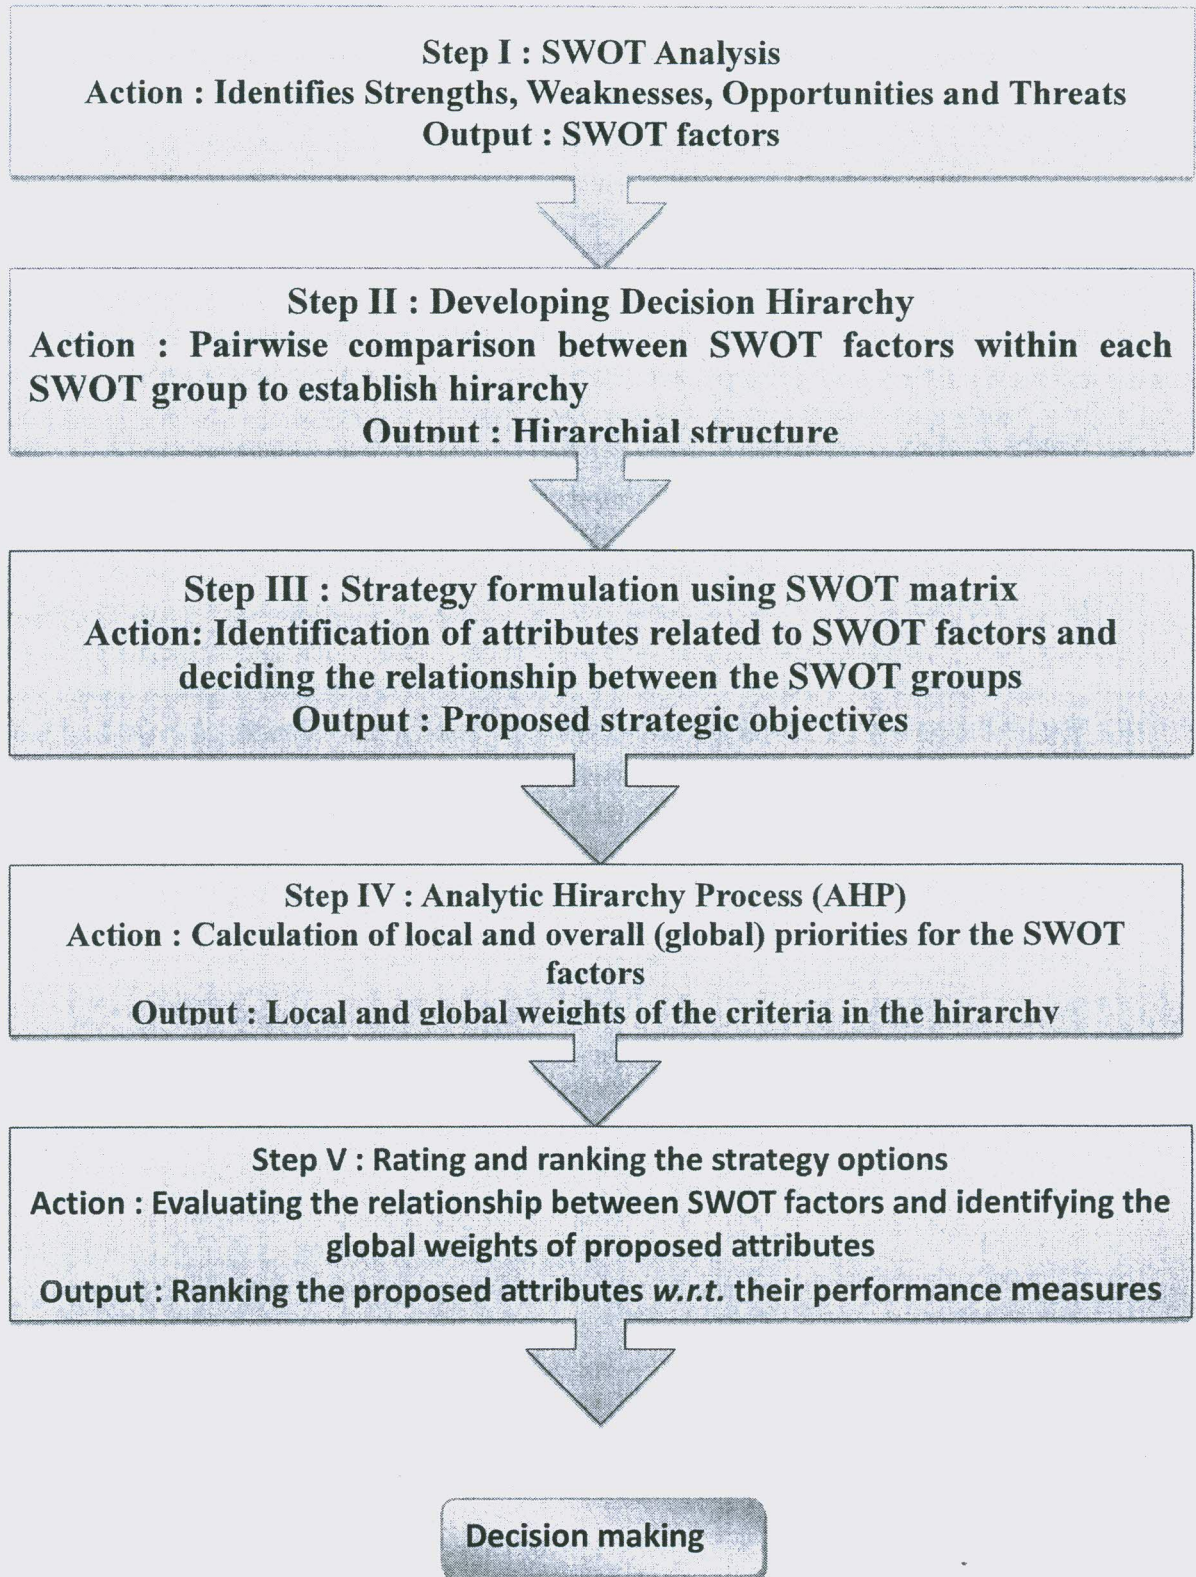 Step I : SWOT Analysis
Action : Identifies Strengths, Weaknesses, Opportunities and Threats
Output : SWOT factors
Step II : Developing Decision Hirarchy
Action : Pairwise comparison between SWOT factors within each
SWOT group to establish hirarchy
Output : Hirarchial structure
Step III : Strategy formulation using SWOT matrix
Action: Identification of attributes related to SWOT factors and
deciding the relationship between the SWOT groups
Output : Proposed strategic objectives
Step IV : Analytic Hirarchy Process (AHP)
Action : Calculation of local and overall (global) priorities for the SWOT
factors
Output : Local and global weights of the criteria in the hirarchy
Step V : Rating and ranking the strategy options
Action : Evaluating the relationship between SWOT factors and identifying the
global weights of proposed attributes
Output : Ranking the proposed attributes w.r.t. their performance measures
Decision making